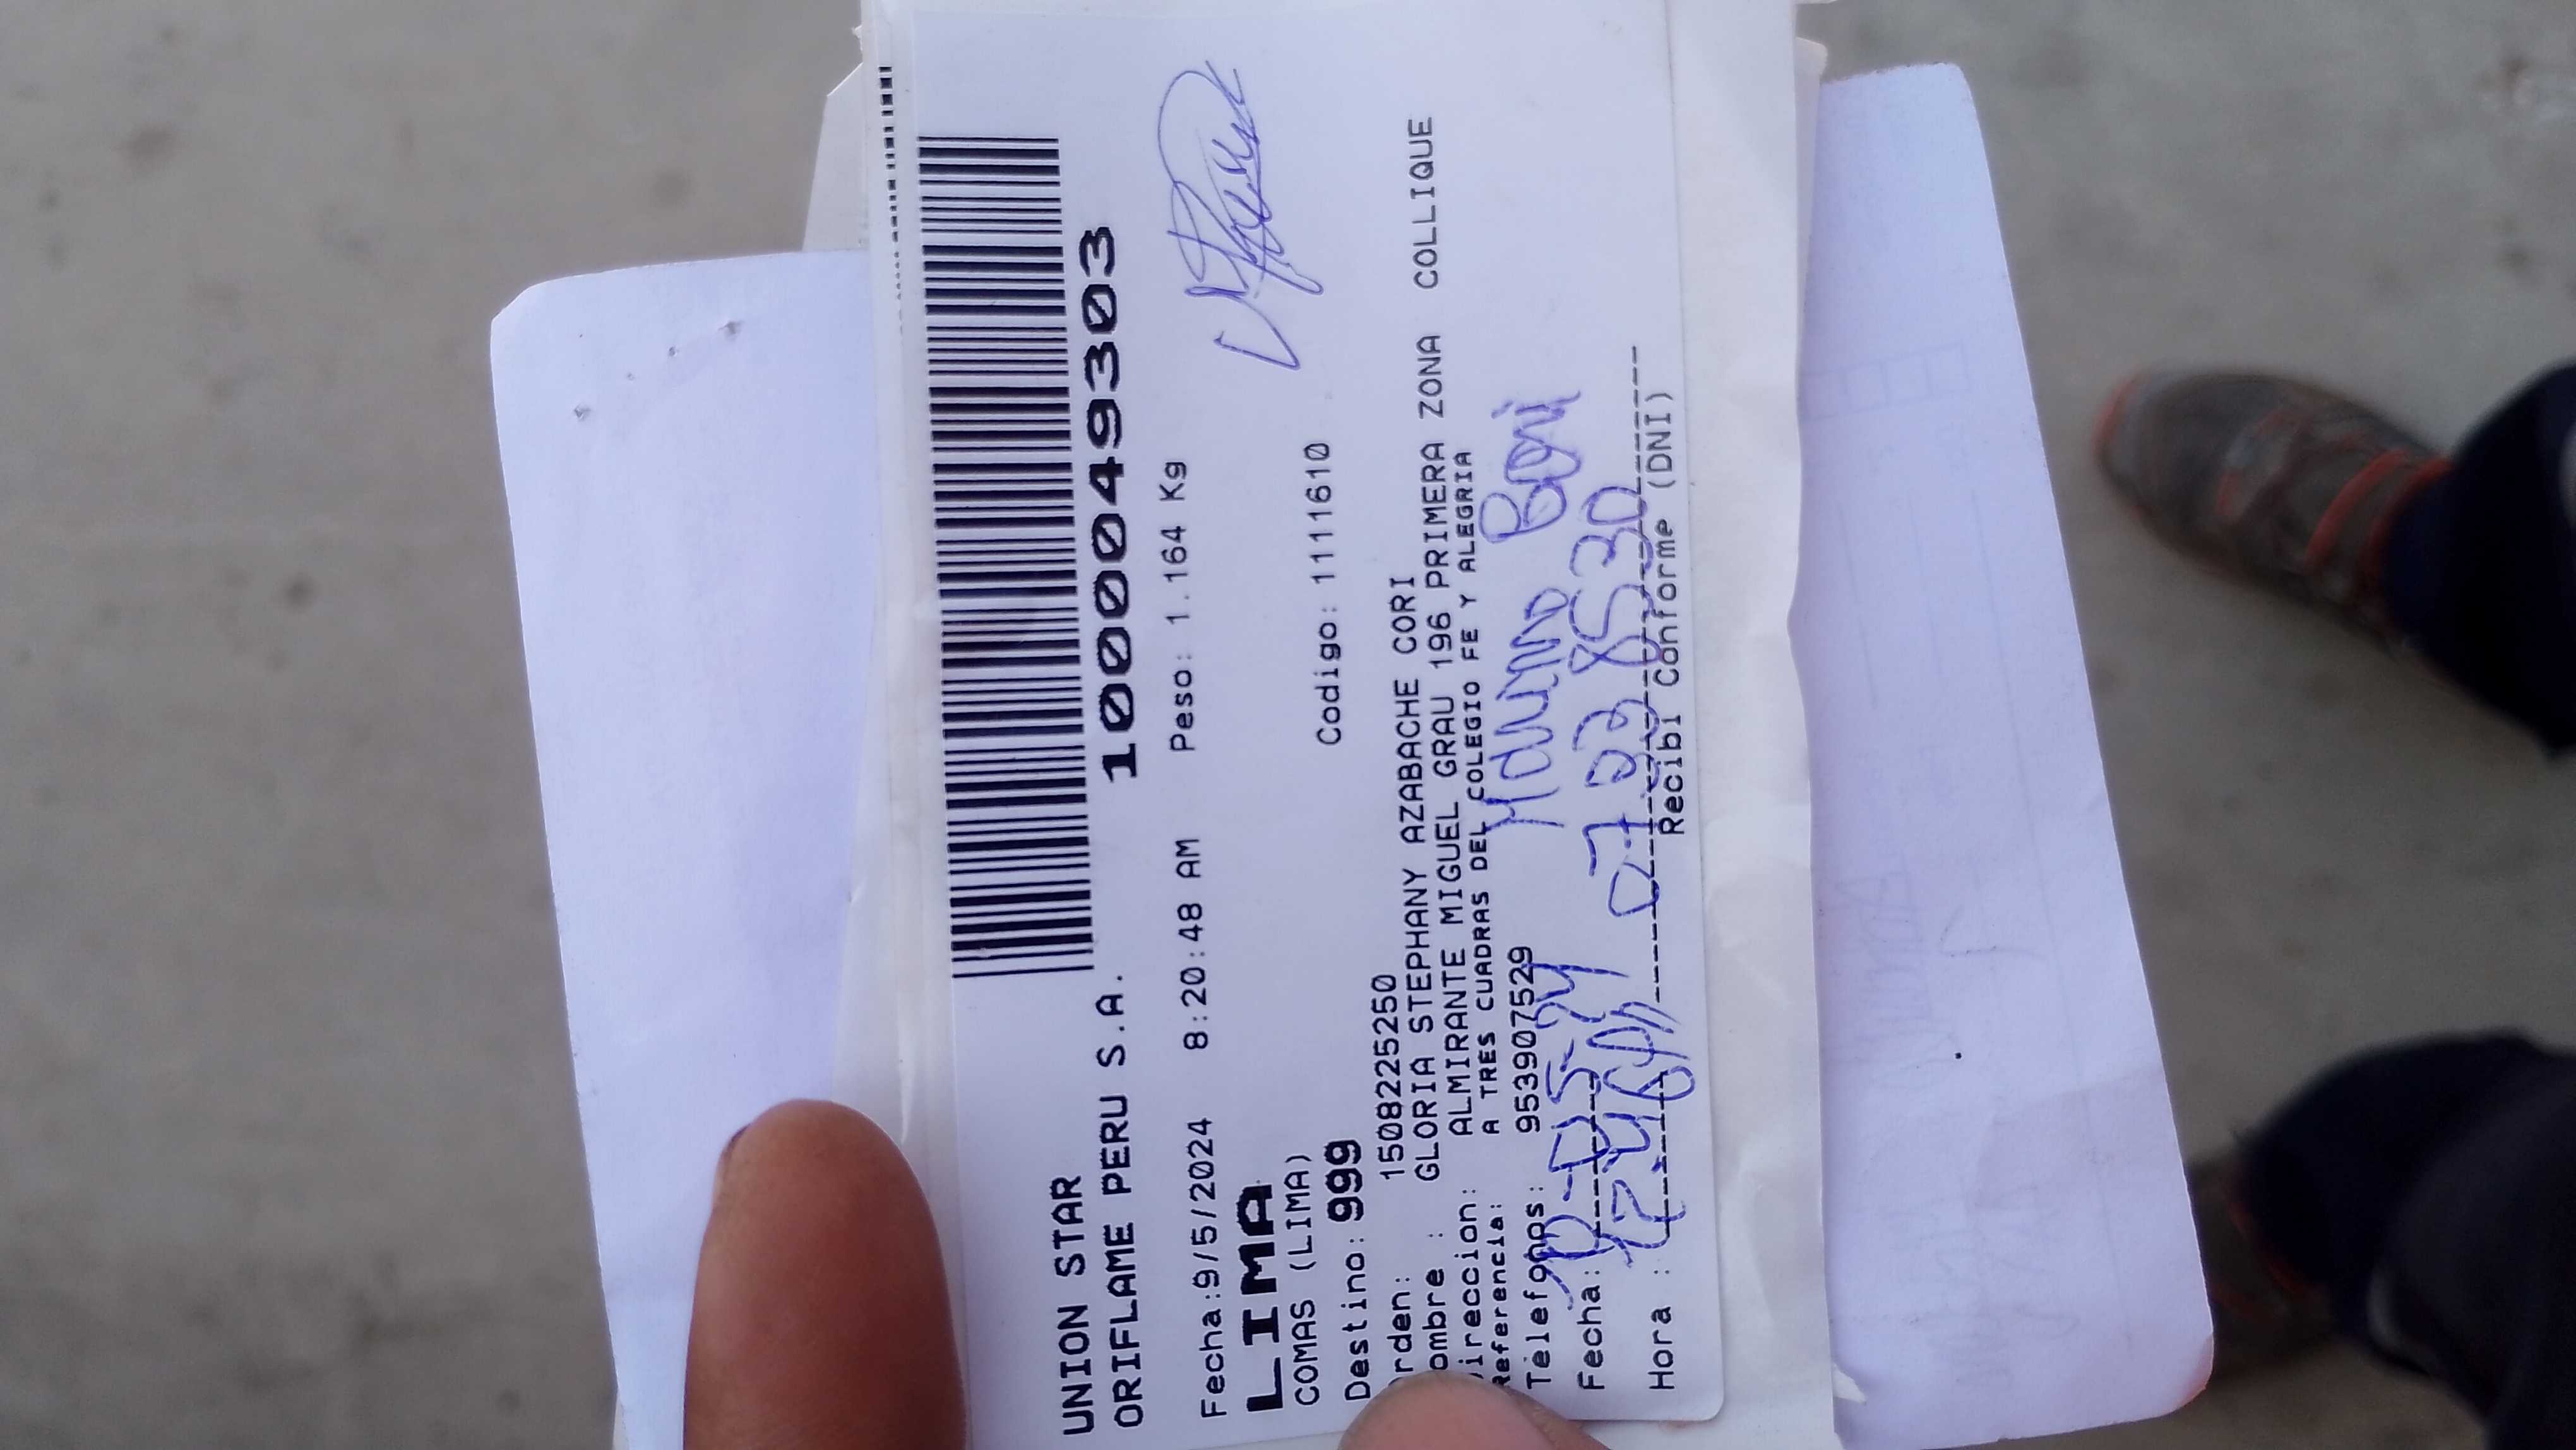 UNION STAR
ORIFLAME PERU S.A. 10000493303
Fecha:9/5/2024 8:20:48 AM Peso: 1.164 Kg
LIMA
COMAS (LIMA)
Destino: 999 Codigo: 1111610
rden: 1508225250
ombre : GLORIA STEPHANY AZABACHE CORI
ireccion: ALMIRANTE MIGUEL GRAU 196 PRIMERA ZONA COLLIQUE
Referencia: A TRES CUADRAS DEL COLEGIO FE Y ALEGRIA
Telefonos: 953907529
Fecha:
Hora :
Recibi Conforme (DNI)